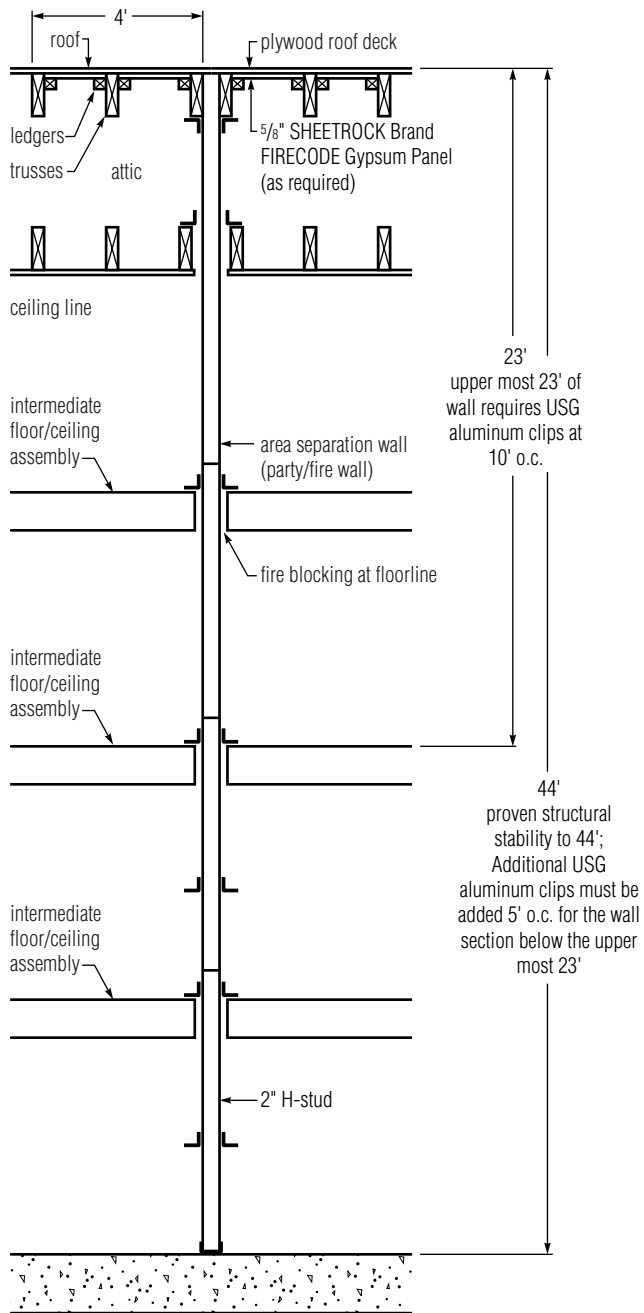 4'
roof
plywood roof deck
ledgers
trusses
attic
5/8" SHEETROCK Brand
FIRECODE Gypsum Panel
(as required)
ceiling line
23'
upper most 23' of
wall requires USG
aluminum clips at
10' o.c.
intermediate
floor/ceiling
assembly
area separation wall
(party/fire wall)
fire blocking at floorline
intermediate
floor/ceiling
assembly
44'
proven structural
stability to 44';
Additional USG
aluminum clips must be
added 5' o.c. for the wall
section below the upper
most 23'
intermediate
floor/ceiling
assembly
2" H-stud